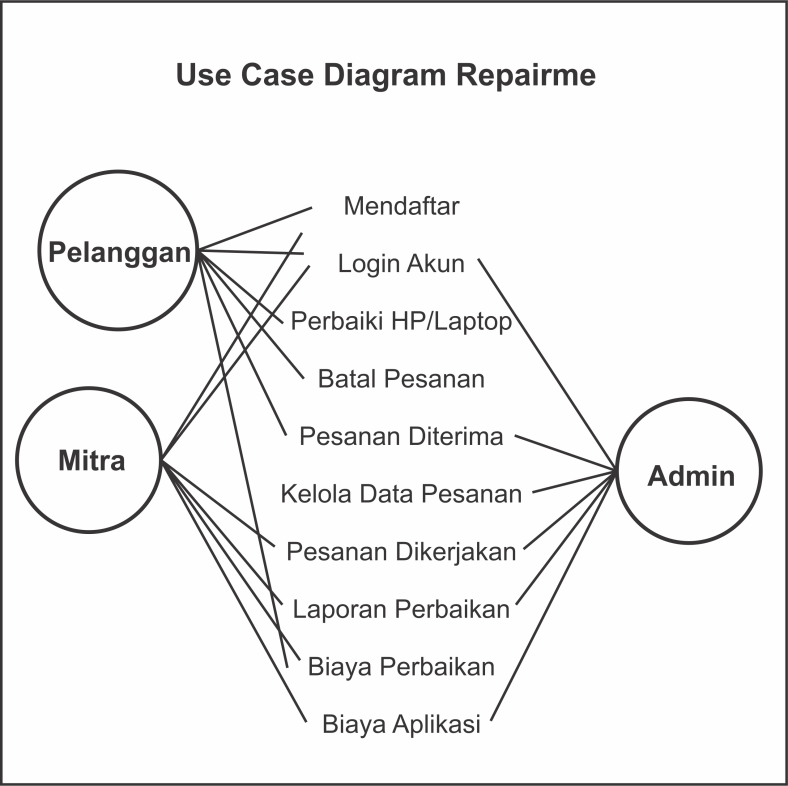 Use Case Diagram Repairme
Pelanggan
Mitra
Mendaftar
Login Akun
Perbaiki HP/Laptop
Batal Pesanan
Pesanan Diterima
Kelola Data Pesanan
Pesanan Dikerjakan
Laporan Perbaikan
Biaya Perbaikan
Biaya Aplikasi
Admin